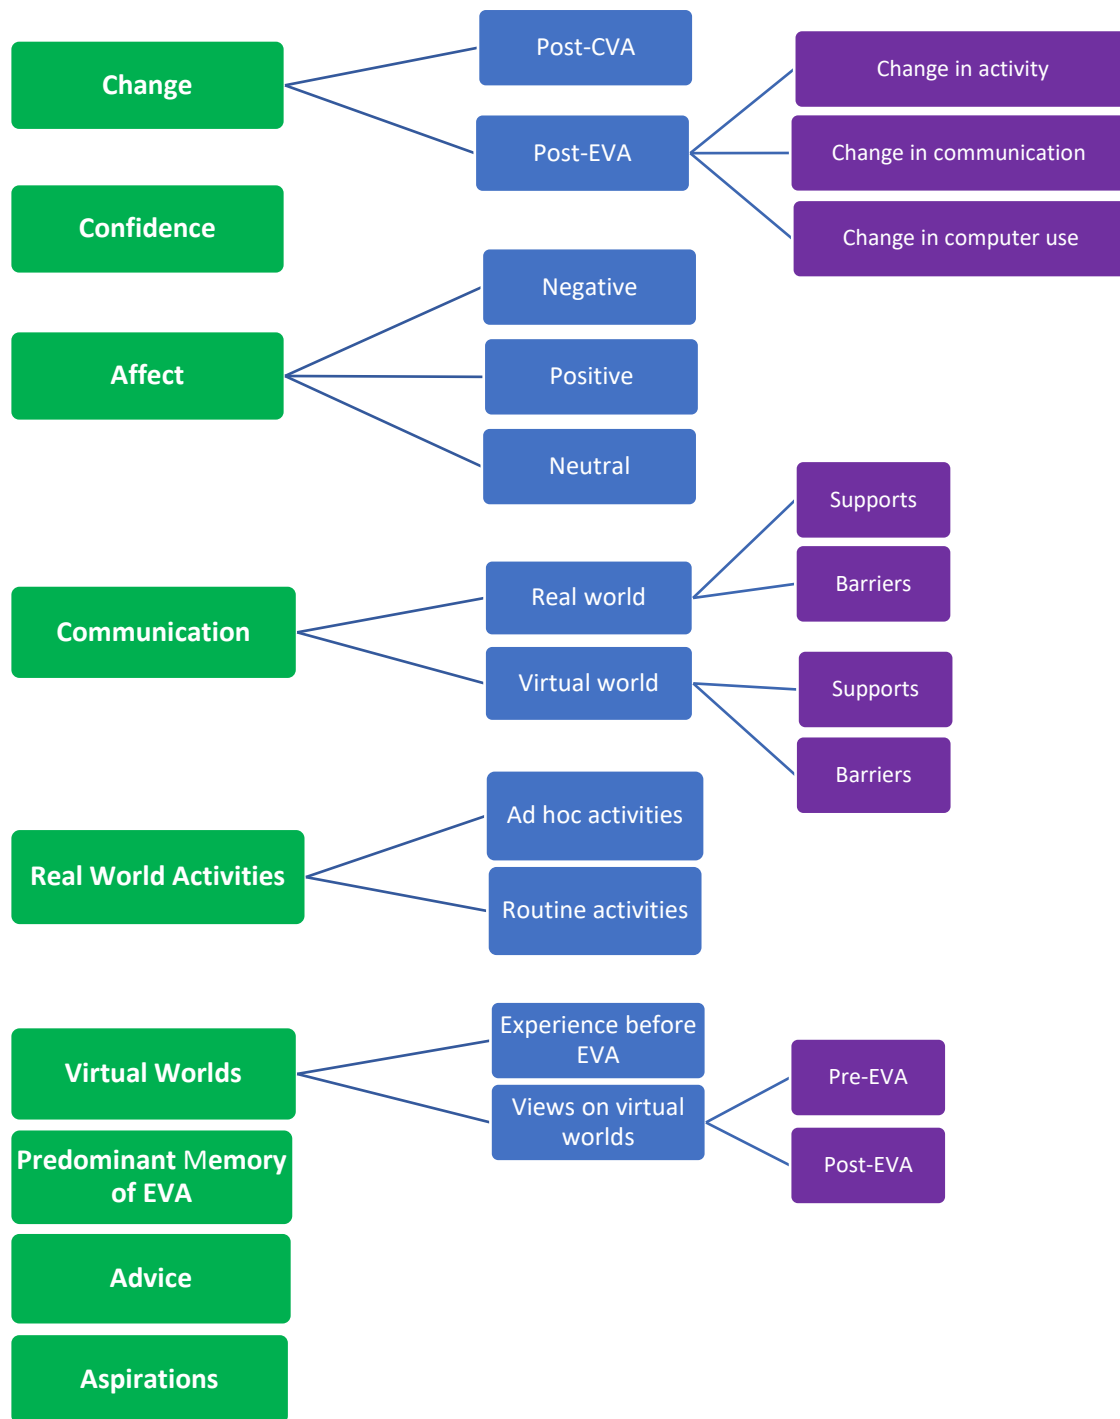 Change
Post-CVA
Post-EVA
Change in activity
Change in communication
Change in computer use
Confidence
Affect
Negative
Positive
Neutral
Communication
Real world
Supports
Barriers
Virtual world
Supports
Barriers
Real World Activities
Ad hoc activities
Routine activities
Virtual Worlds
Experience before
EVA
Views on virtual
worlds
Pre-EVA
Post-EVA
Predominant Memory
of EVA
Advice
Aspirations